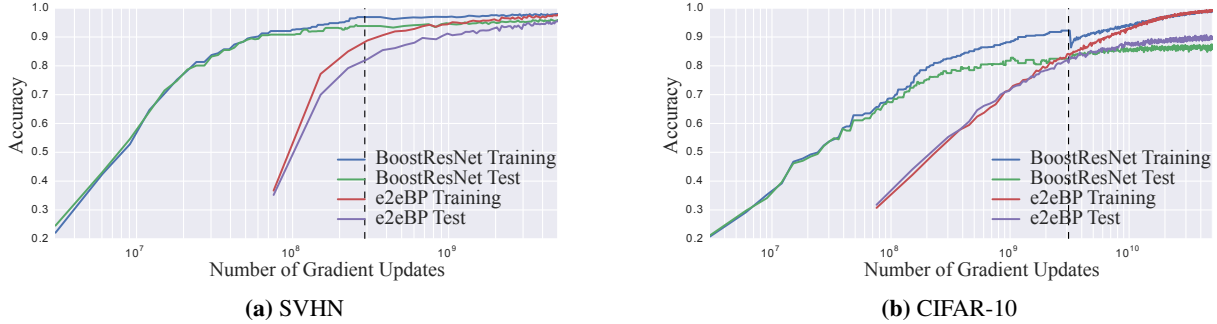 1.0
0.9
0.8
0.7
0.6
0.5
0.4
0.3
0.2
Accuracy
BoostResNet Training
BoostResNet Test
e2eBP Training
e2eBP Test
10^7 10^8 10^9
Number of Gradient Updates
(a) SVHN
1.0
0.9
0.8
0.7
0.6
0.5
0.4
0.3
0.2
Accuracy
BoostResNet Training
BoostResNet Test
e2eBP Training
e2eBP Test
10^7 10^8 10^9 10^10
Number of Gradient Updates
(b) CIFAR-10